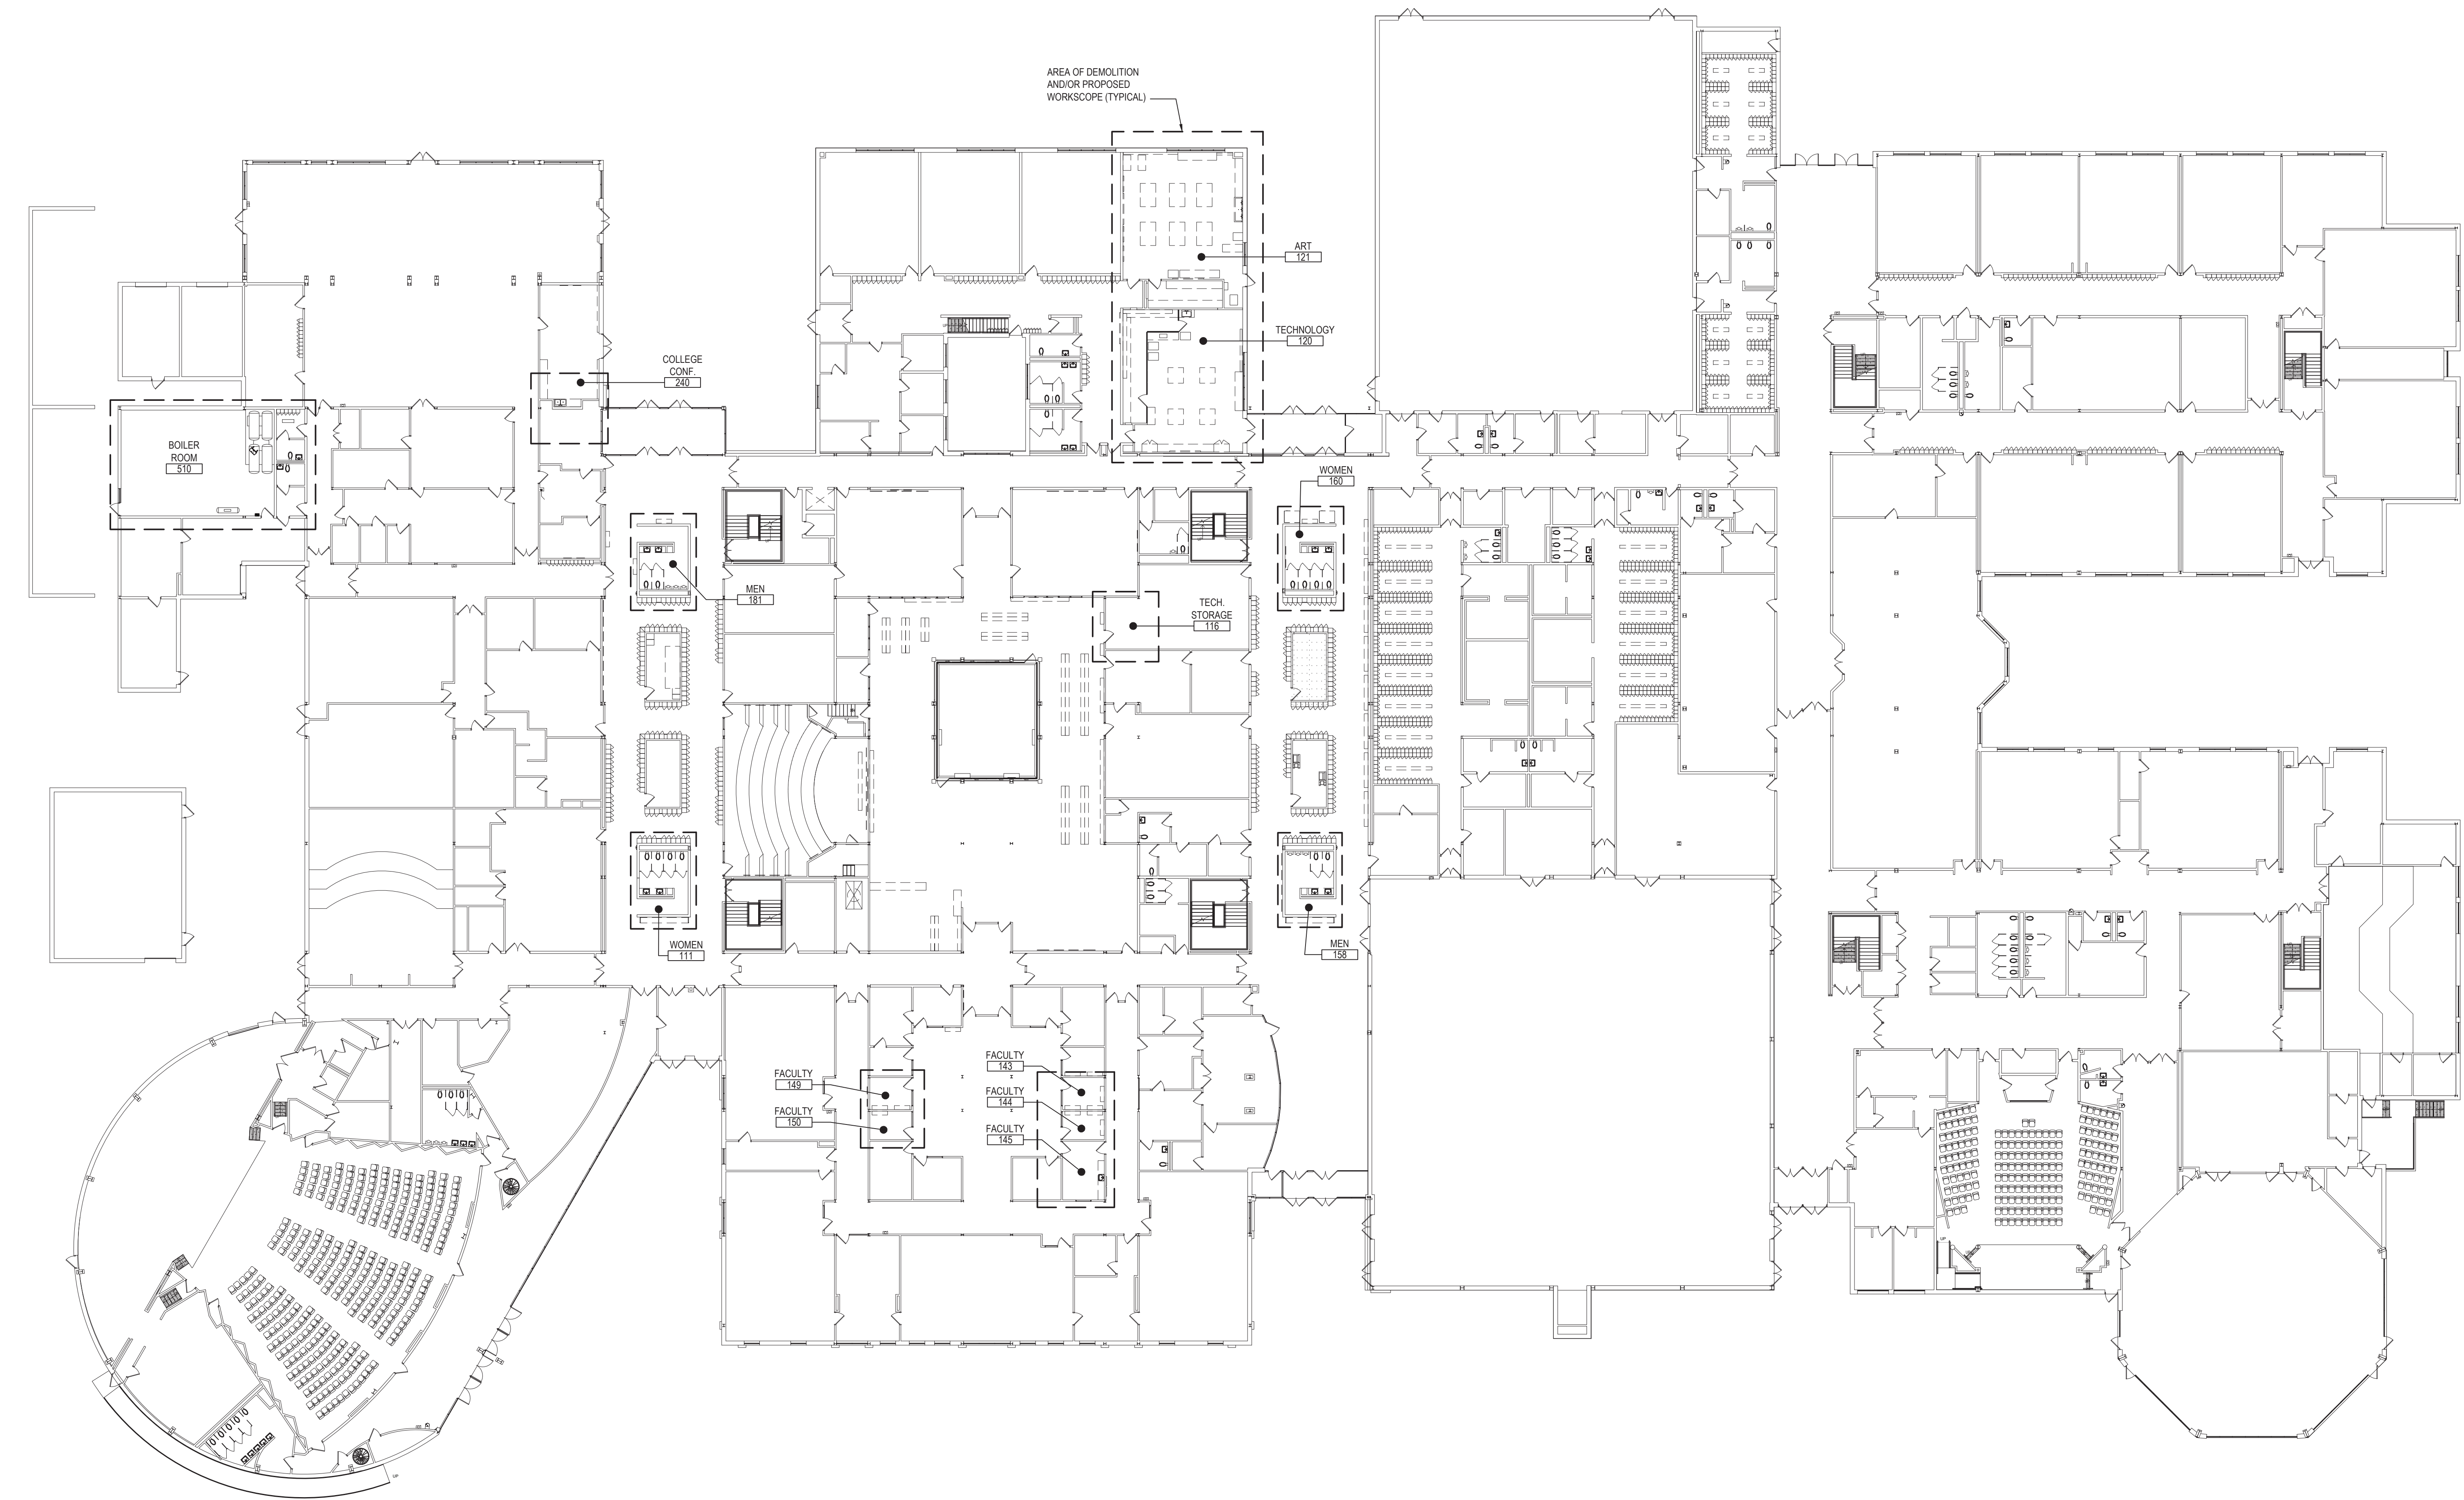 AREA OF DEMOLITION
AND/OR PROPOSED
WORKSCOPE (TYPICAL)
ART
121
TECHNOLOGY
120
COLLEGE
CONF.
240
BOILER
ROOM
510
WOMEN
160
MEN
181
TECH.
STORAGE
116
WOMEN
111
MEN
158
FACULTY
143
FACULTY
149
FACULTY
144
FACULTY
150
FACULTY
145
UP
UP